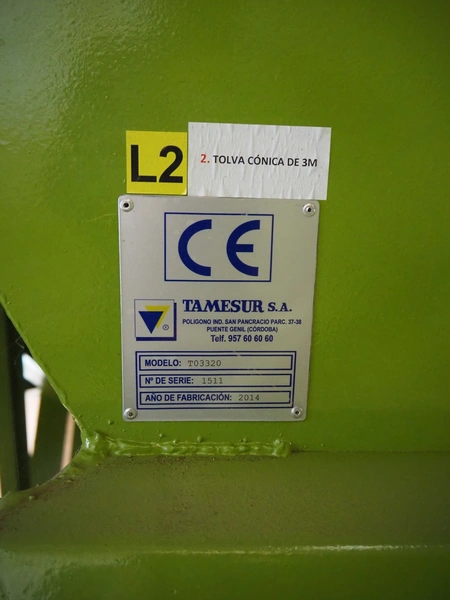 L2
2. TOLVA CÓNICA DE 3M
CE
TAMESUR S.A.
POLIGONO IND. SAN PANCRACIO PARC. 37-38
PUENTE GENIL (CÓRDOBA)
Telf. 957 60 60 60
MODELO: T03320
Nº DE SERIE: 1511
AÑO DE FABRICACIÓN: 2014